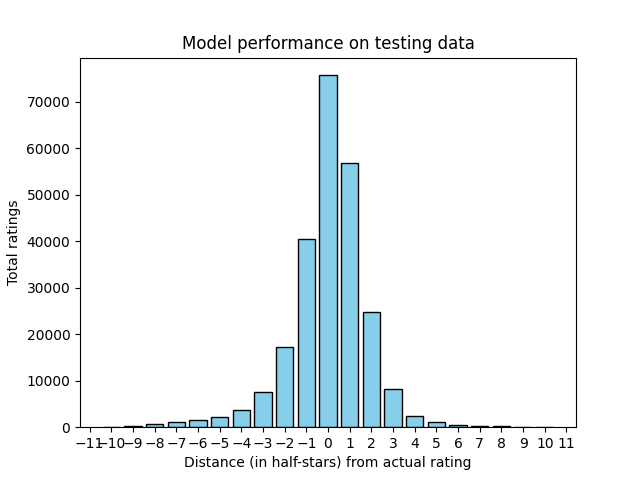 Model performance on testing data
Total ratings
70000
60000
50000
40000
30000
20000
10000
0
−11 −10 −9 −8 −7 −6 −5 −4 −3 −2 −1 0 1 2 3 4 5 6 7 8 9 10 11
Distance (in half-stars) from actual rating